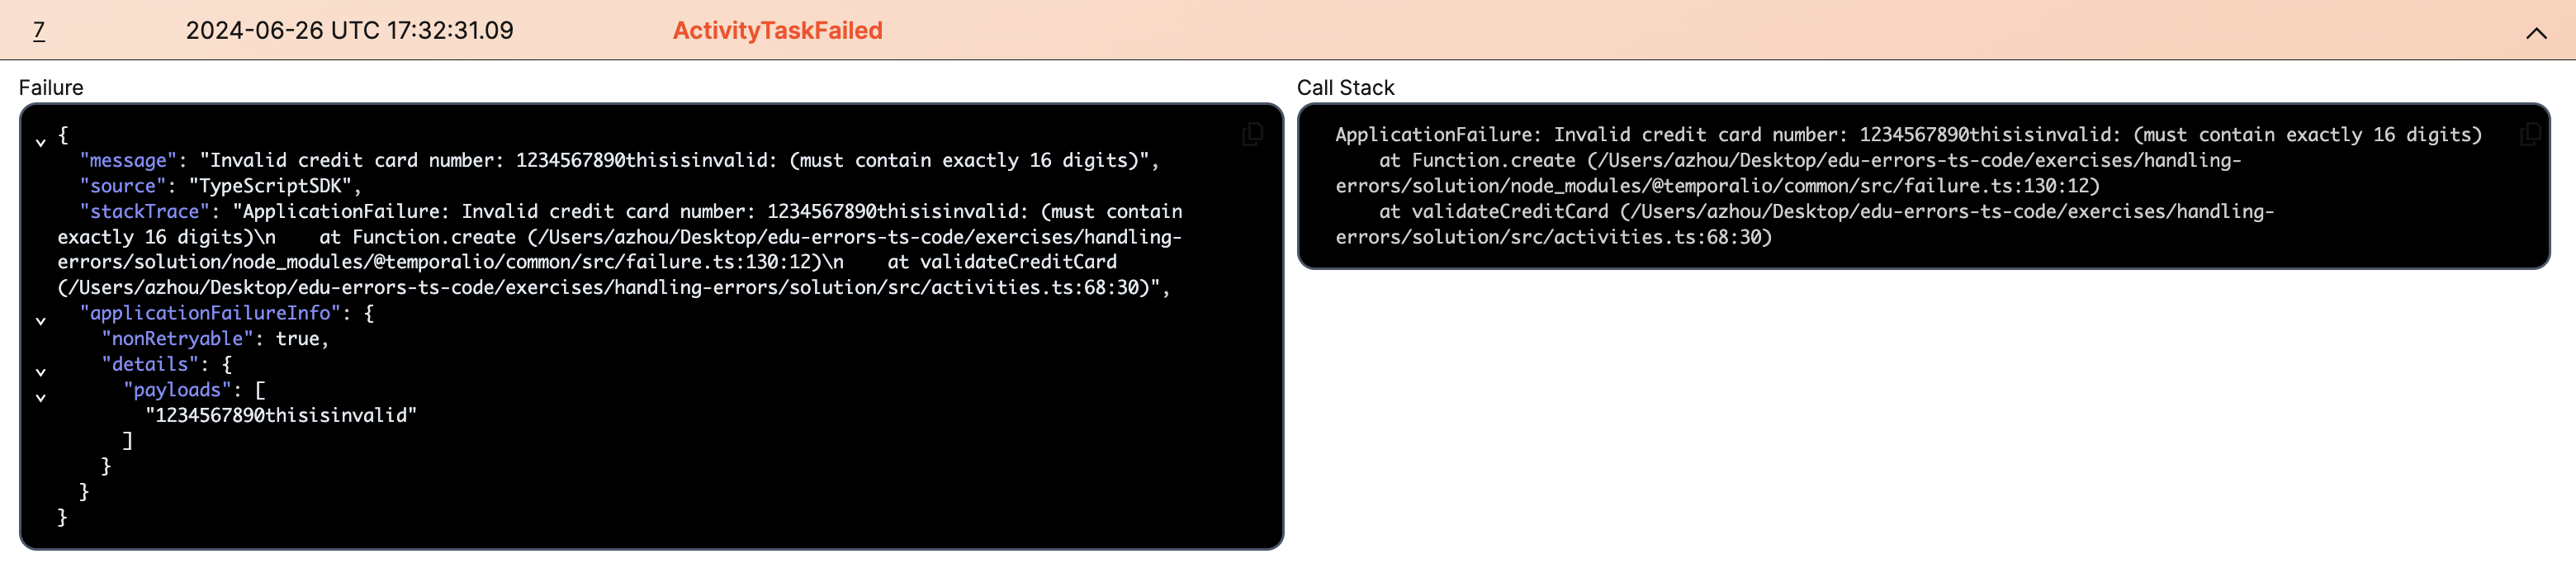 7 2024-06-26 UTC 17:32:31.09 ActivityTaskFailed
Failure
{
"message": "Invalid credit card number: 1234567890thisisinvalid: (must contain exactly 16 digits)",
"source": "TypeScriptSDK",
"stackTrace": "ApplicationFailure: Invalid credit card number: 1234567890thisisinvalid: (must contain
exactly 16 digits)\n    at Function.create (/Users/azhou/Desktop/edu-errors-ts-code/exercises/handling-
errors/solution/node_modules/@temporalio/common/src/failure.ts:130:12)\n    at validateCreditCard
(/Users/azhou/Desktop/edu-errors-ts-code/exercises/handling-errors/solution/src/activities.ts:68:30)",
"applicationFailureInfo": {
"nonRetryable": true,
"details": {
"payloads": [
"1234567890thisisinvalid"
]
}
}
}
Call Stack
ApplicationFailure: Invalid credit card number: 1234567890thisisinvalid: (must contain exactly 16 digits)
at Function.create (/Users/azhou/Desktop/edu-errors-ts-code/exercises/handling-
errors/solution/node_modules/@temporalio/common/src/failure.ts:130:12)
at validateCreditCard (/Users/azhou/Desktop/edu-errors-ts-code/exercises/handling-
errors/solution/src/activities.ts:68:30)